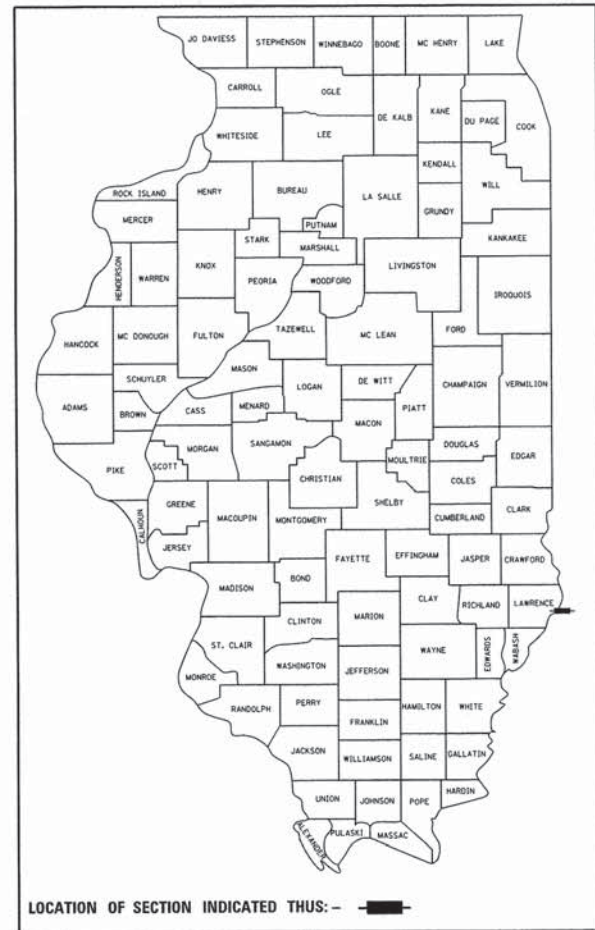 JO DAVIESS
STEPHENSON
WINNEBAGO
BOONE
MC HENRY
LAKE
CARROLL
OGLE
DE KALB
KANE
DU PAGE
COOK
WHITESIDE
LEE
KENDALL
WILL
ROCK ISLAND
HENRY
BUREAU
LA SALLE
GRUNDY
MERCER
PUTNAM
STARK
MARSHALL
KANKAKEE
HENDERSON
WARREN
KNOX
PEORIA
WOODFORD
LIVINGSTON
IROQUOIS
HANCOCK
MC DONOUGH
FULTON
TAZEWELL
MC LEAN
FORD
MASON
SCHUYLER
LOGAN
DE WITT
CHAMPAIGN
VERMILION
ADAMS
BROWN
CASS
MENARD
PIATT
MACON
PIKE
SCOTT
MORGAN
SANGAMON
CHRISTIAN
MOULTRIE
DOUGLAS
EDGAR
COLES
CALHOUN
GREENE
MACOUPIN
MONTGOMERY
SHELBY
CUMBERLAND
CLARK
JERSEY
FAYETTE
EFFINGHAM
JASPER
CRAWFORD
MADISON
BOND
CLAY
RICHLAND
LAWRENCE
CLINTON
MARION
ST. CLAIR
WAYNE
EDWARDS
WABASH
WASHINGTON
JEFFERSON
MONROE
RANDOLPH
PERRY
FRANKLIN
HAMILTON
WHITE
JACKSON
WILLIAMSON
SALINE
GALLATIN
UNION
JOHNSON
POPE
HARDIN
ALEXANDER
PULASKI
MASSAC
LOCATION OF SECTION INDICATED THUS: –